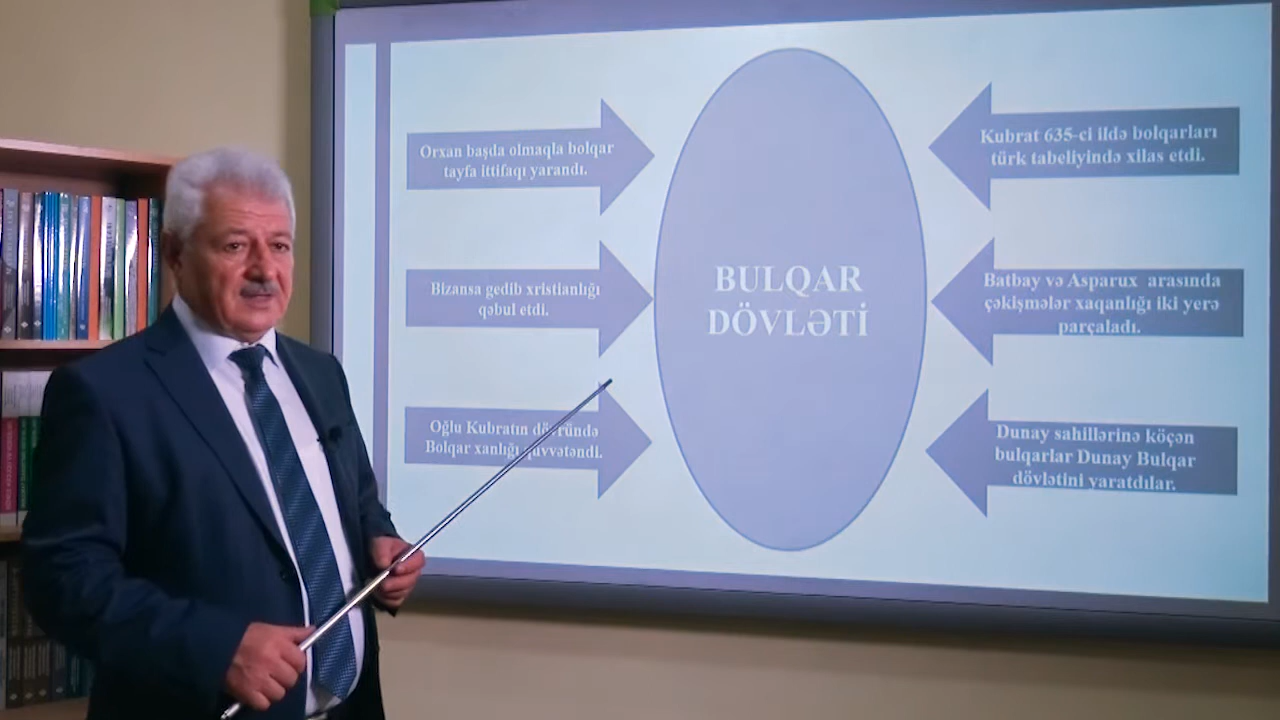 Orxan başda olmaqla bolqar
tayfa ittifaqı yarandı.
Bizansa gedib xristianlığı
qəbul etdi.
Oğlu Kubratın dövründə
Bolqar xanlığı quvvətəndi.
BULQAR
DÖVLƏTİ
Kubrat 635-ci ildə bolqarları
türk tabeliyində xilas etdi.
Batbay və Asparux arasında
çəkişmələr xaqanlığı iki yerə
parçaladı.
Dunay sahillərinə köçən
bulqarlar Dunay Bulqar
dövlətini yaratdılar.